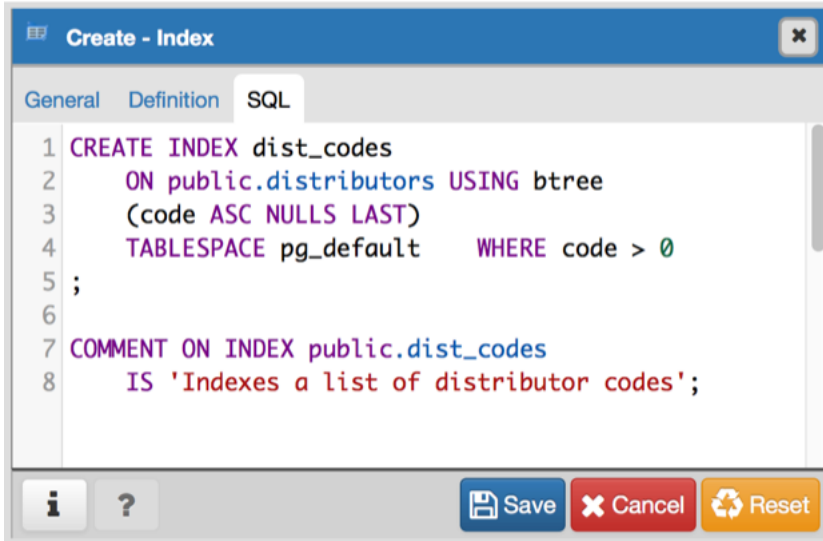 Create - Index
General Definition SQL
1 CREATE INDEX dist_codes
2     ON public.distributors USING btree
3     (code ASC NULLS LAST)
4     TABLESPACE pg_default    WHERE code > 0
5 ;
6
7 COMMENT ON INDEX public.dist_codes
8     IS 'Indexes a list of distributor codes';
i ? Save Cancel Reset